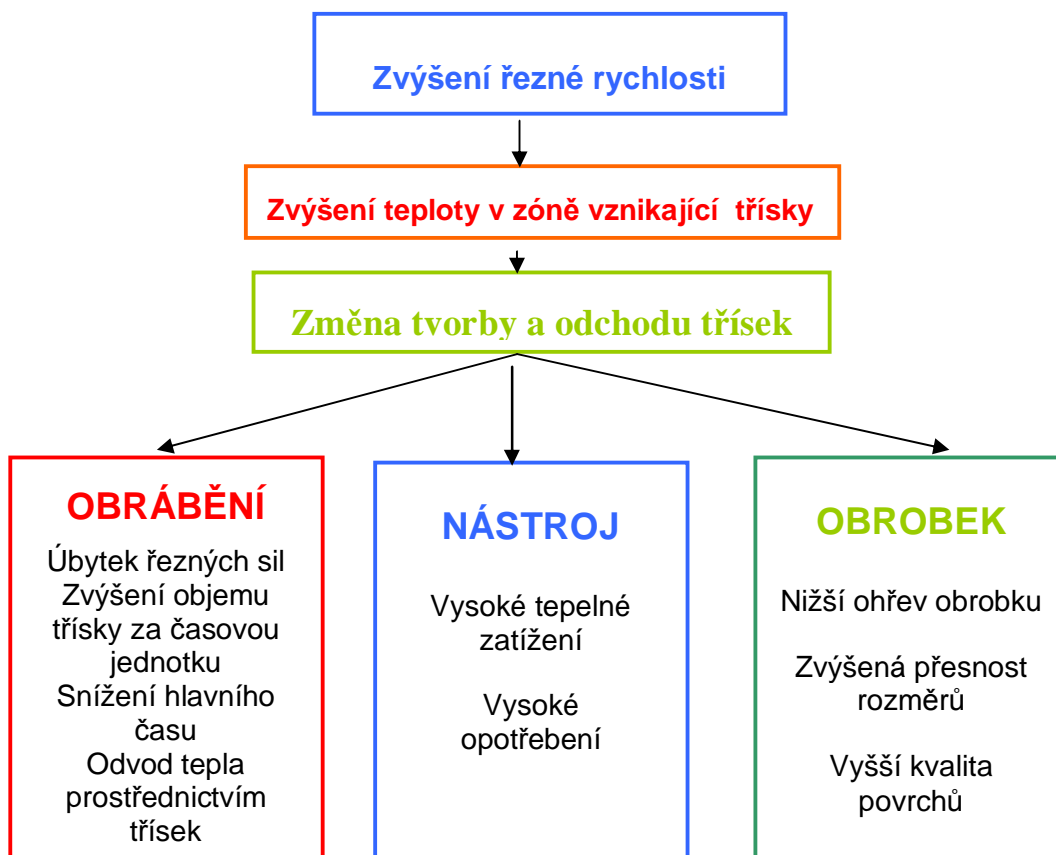 Zvýšení řezné rychlosti
Zvýšení teploty v zóně vznikající třísky
Změna tvorby a odchodu třísek
OBRÁBĚNÍ
Úbytek řezných sil
Zvýšení objemu
třísky za časovou
jednotku
Snížení hlavního
času
Odvod tepla
prostřednictvím
třísek
NÁSTROJ
Vysoké tepelné
zatížení
Vysoké
opotřebení
OBROBEK
Nižší ohřev obrobku
Zvýšená přesnost
rozměrů
Vyšší kvalita
povrchů